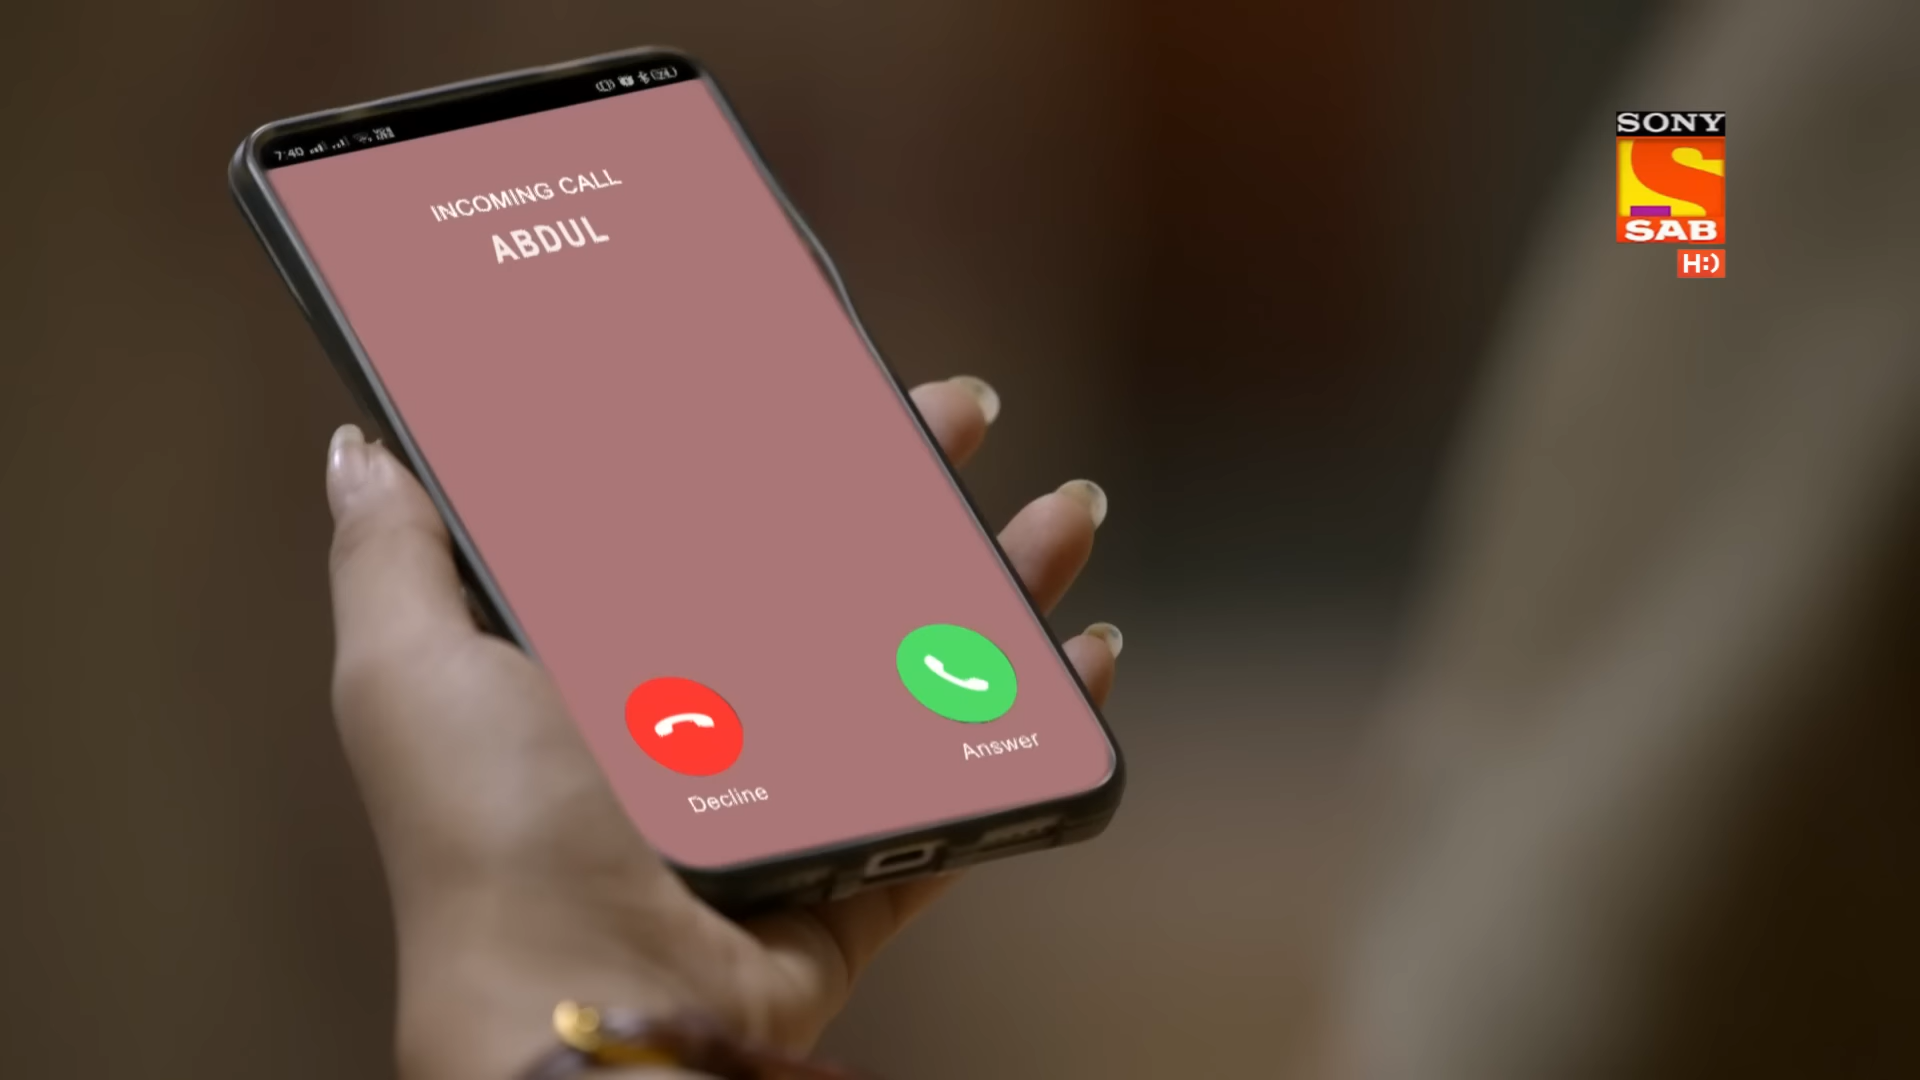 7:40
INCOMING CALL
ABDUL
Decline
Answer
SONY
SAB
H:)